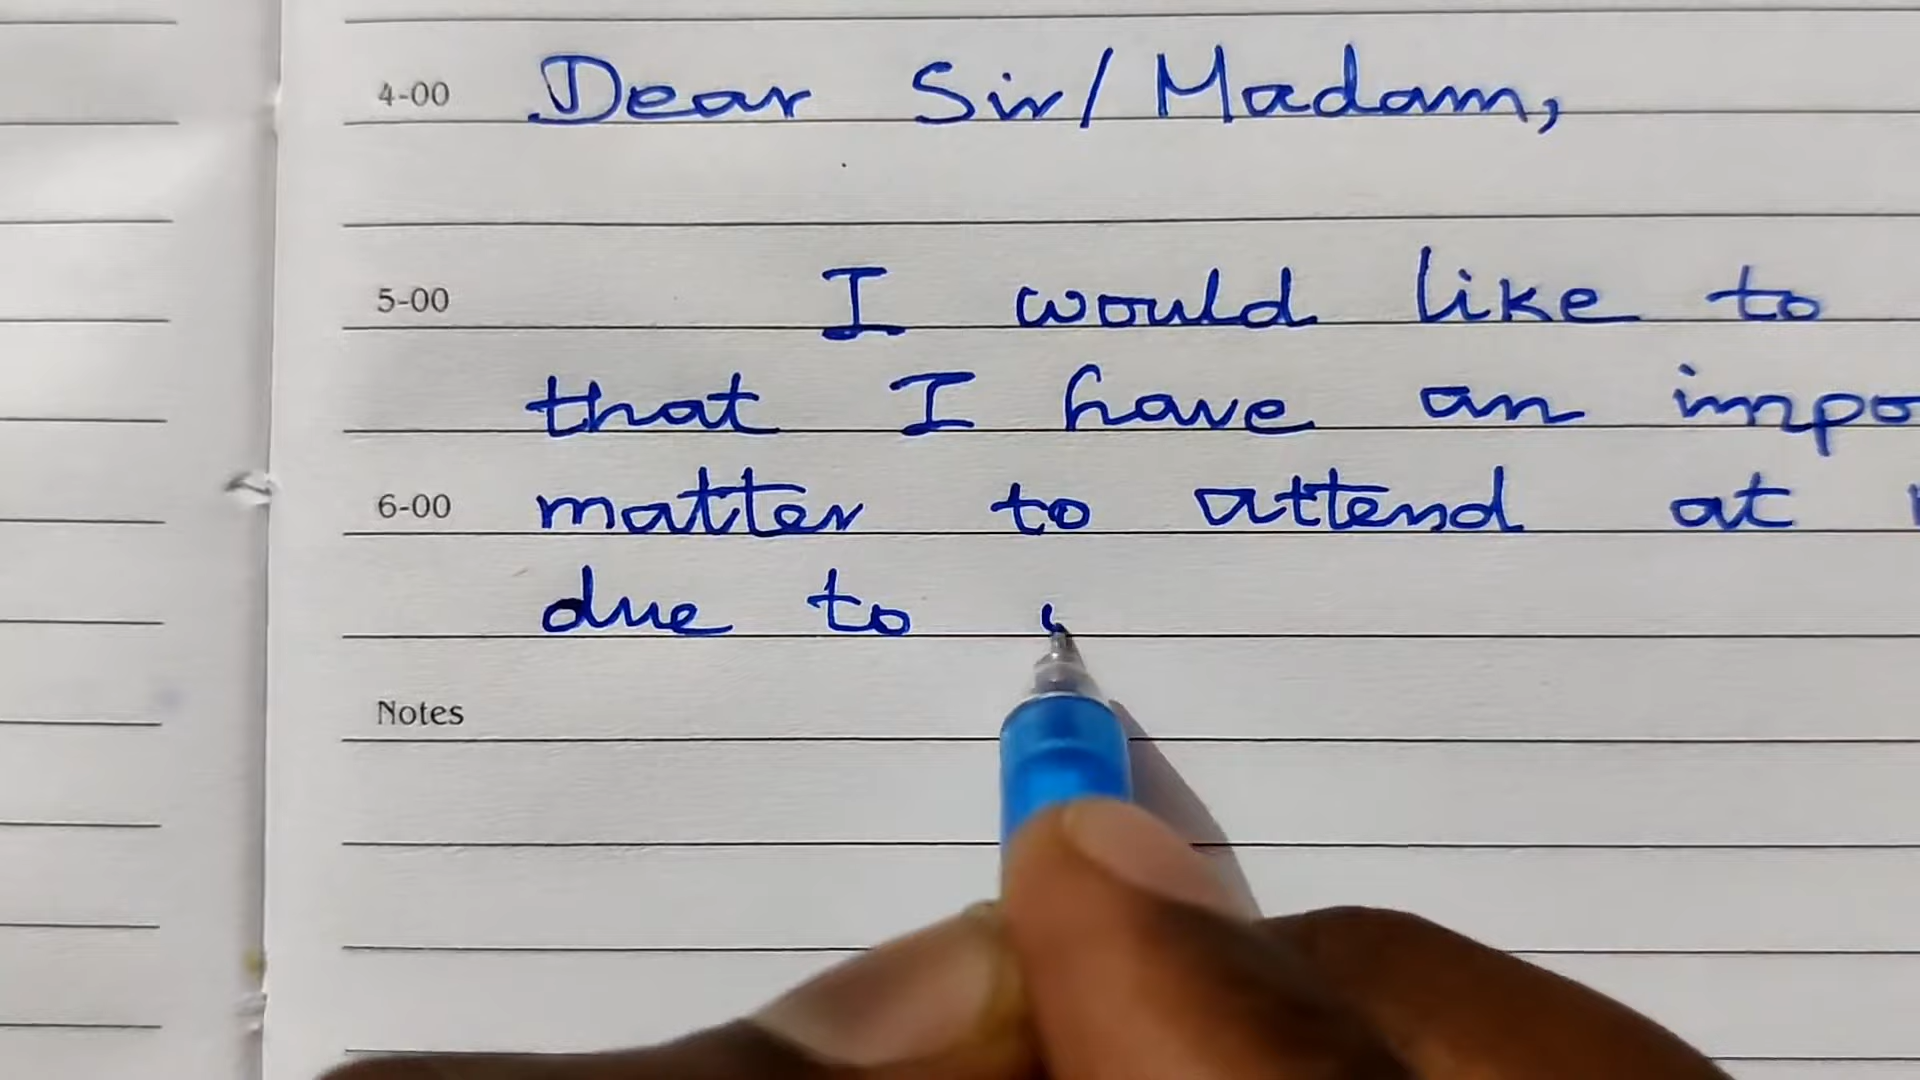 4-00 Dear Sir/Madam,
5-00 I would like to
that I have an impo
6-00 matter to attend at
due to
Notes